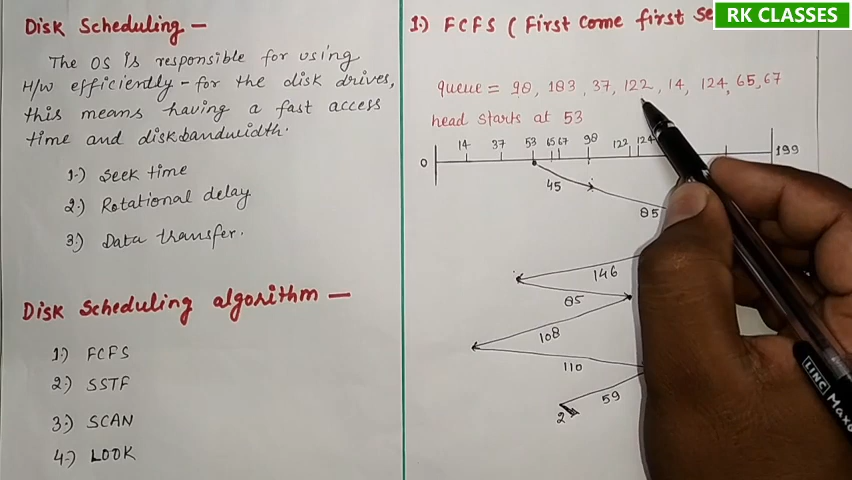 RK CLASSES
Disk Scheduling —
The OS is responsible for using
H/w efficiently - for the disk drives,
this means having a fast access
time and disk bandwidth.
1.) Seek time
2.) Rotational delay
3.) Data transfer.
Disk Scheduling algorithm —
1.) FCFS
2.) SSTF
3.) SCAN
4.) LOOK
1.) FCFS ( First Come first
queue = 98, 183, 37, 122, 14, 124, 65, 67
head starts at 53
0 14 37 53 65 67 98 122 124 199
45
85
146
85
108
110
59
2
LINC